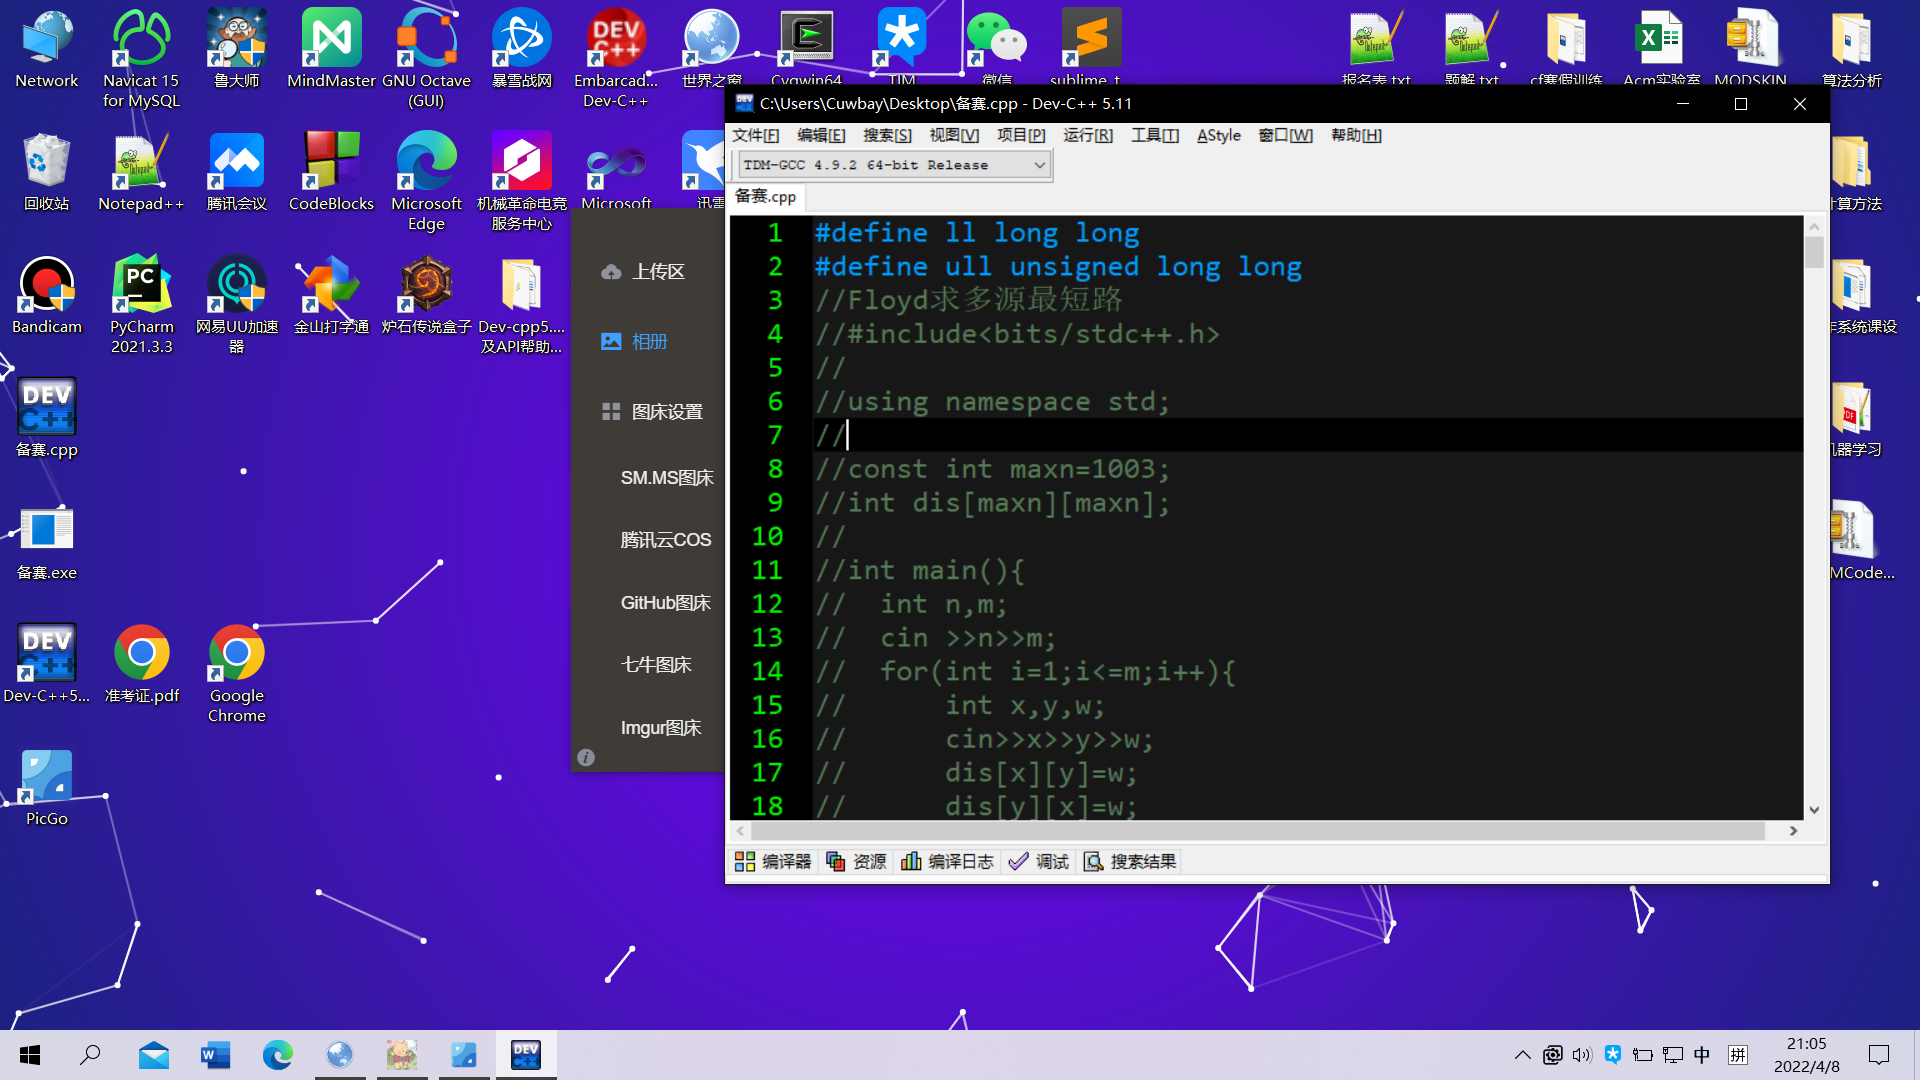 Network
Navicat 15 for MySQL
鲁大师
MindMaster
GNU Octave (GUI)
暴雪战网
Embarcad... Dev-C++
世界之窗
Cygwin64
TIM
微信
sublime_t
报名表.txt
题解.txt
cf寒假训练
Acm实验室
MODSKIN
算法分析
回收站
Notepad++
腾讯会议
CodeBlocks
Microsoft Edge
机械革命电竞服务中心
Microsoft
迅雷
计算方法
Bandicam
PyCharm 2021.3.3
网易UU加速器
金山打字通
炉石传说盒子
Dev-cpp5.... 及API帮助...
作系统课设
备赛.cpp
机器学习
备赛.exe
MCode...
Dev-C++5...
准考证.pdf
Google Chrome
PicGo
上传区
相册
图床设置
SM.MS图床
腾讯云COS
GitHub图床
七牛图床
Imgur图床
C:\Users\Cuwbay\Desktop\备赛.cpp - Dev-C++ 5.11
文件[F] 编辑[E] 搜索[S] 视图[V] 项目[P] 运行[R] 工具[T] AStyle 窗口[W] 帮助[H]
TDM-GCC 4.9.2 64-bit Release
备赛.cpp
1 #define ll long long
2 #define ull unsigned long long
3 //Floyd求多源最短路
4 //#include<bits/stdc++.h>
5 //
6 //using namespace std;
7 //
8 //const int maxn=1003;
9 //int dis[maxn][maxn];
10 //
11 //int main(){
12 //  int n,m;
13 //  cin >>n>>m;
14 //  for(int i=1;i<=m;i++){
15 //      int x,y,w;
16 //      cin>>x>>y>>w;
17 //      dis[x][y]=w;
18 //      dis[y][x]=w;
编译器 资源 编译日志 调试 搜索结果
中 拼
21:05
2022/4/8